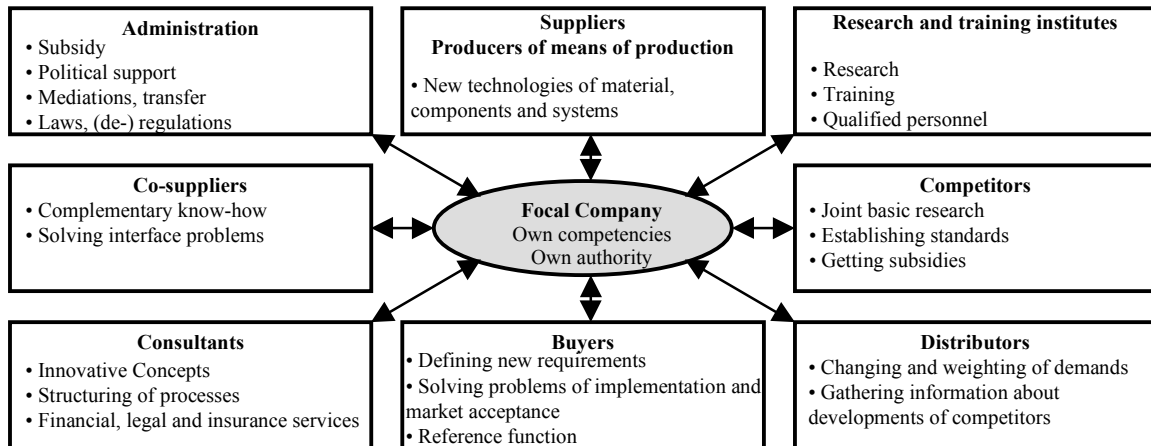 Administration
• Subsidy
• Political support
• Mediations, transfer
• Laws, (de-) regulations
Suppliers
Producers of means of production
• New technologies of material,
components and systems
Research and training institutes
• Research
• Training
• Qualified personnel
Co-suppliers
• Complementary know-how
• Solving interface problems
Focal Company
Own competencies
Own authority
Competitors
• Joint basic research
• Establishing standards
• Getting subsidies
Consultants
• Innovative Concepts
• Structuring of processes
• Financial, legal and insurance services
Buyers
• Defining new requirements
• Solving problems of implementation and
market acceptance
• Reference function
Distributors
• Changing and weighting of demands
• Gathering information about
developments of competitors